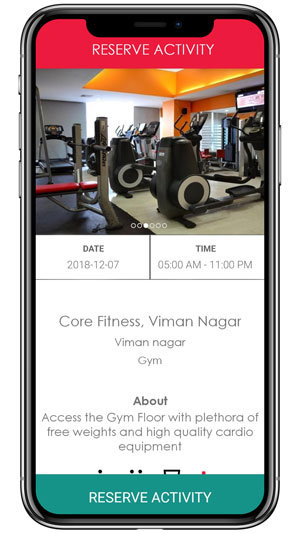 RESERVE ACTIVITY
DATE
2018-12-07
TIME
05:00 AM - 11:00 PM
Core Fitness, Viman Nagar
Viman nagar
Gym
About
Access the Gym Floor with plethora of
free weights and high quality cardio
equipment
RESERVE ACTIVITY